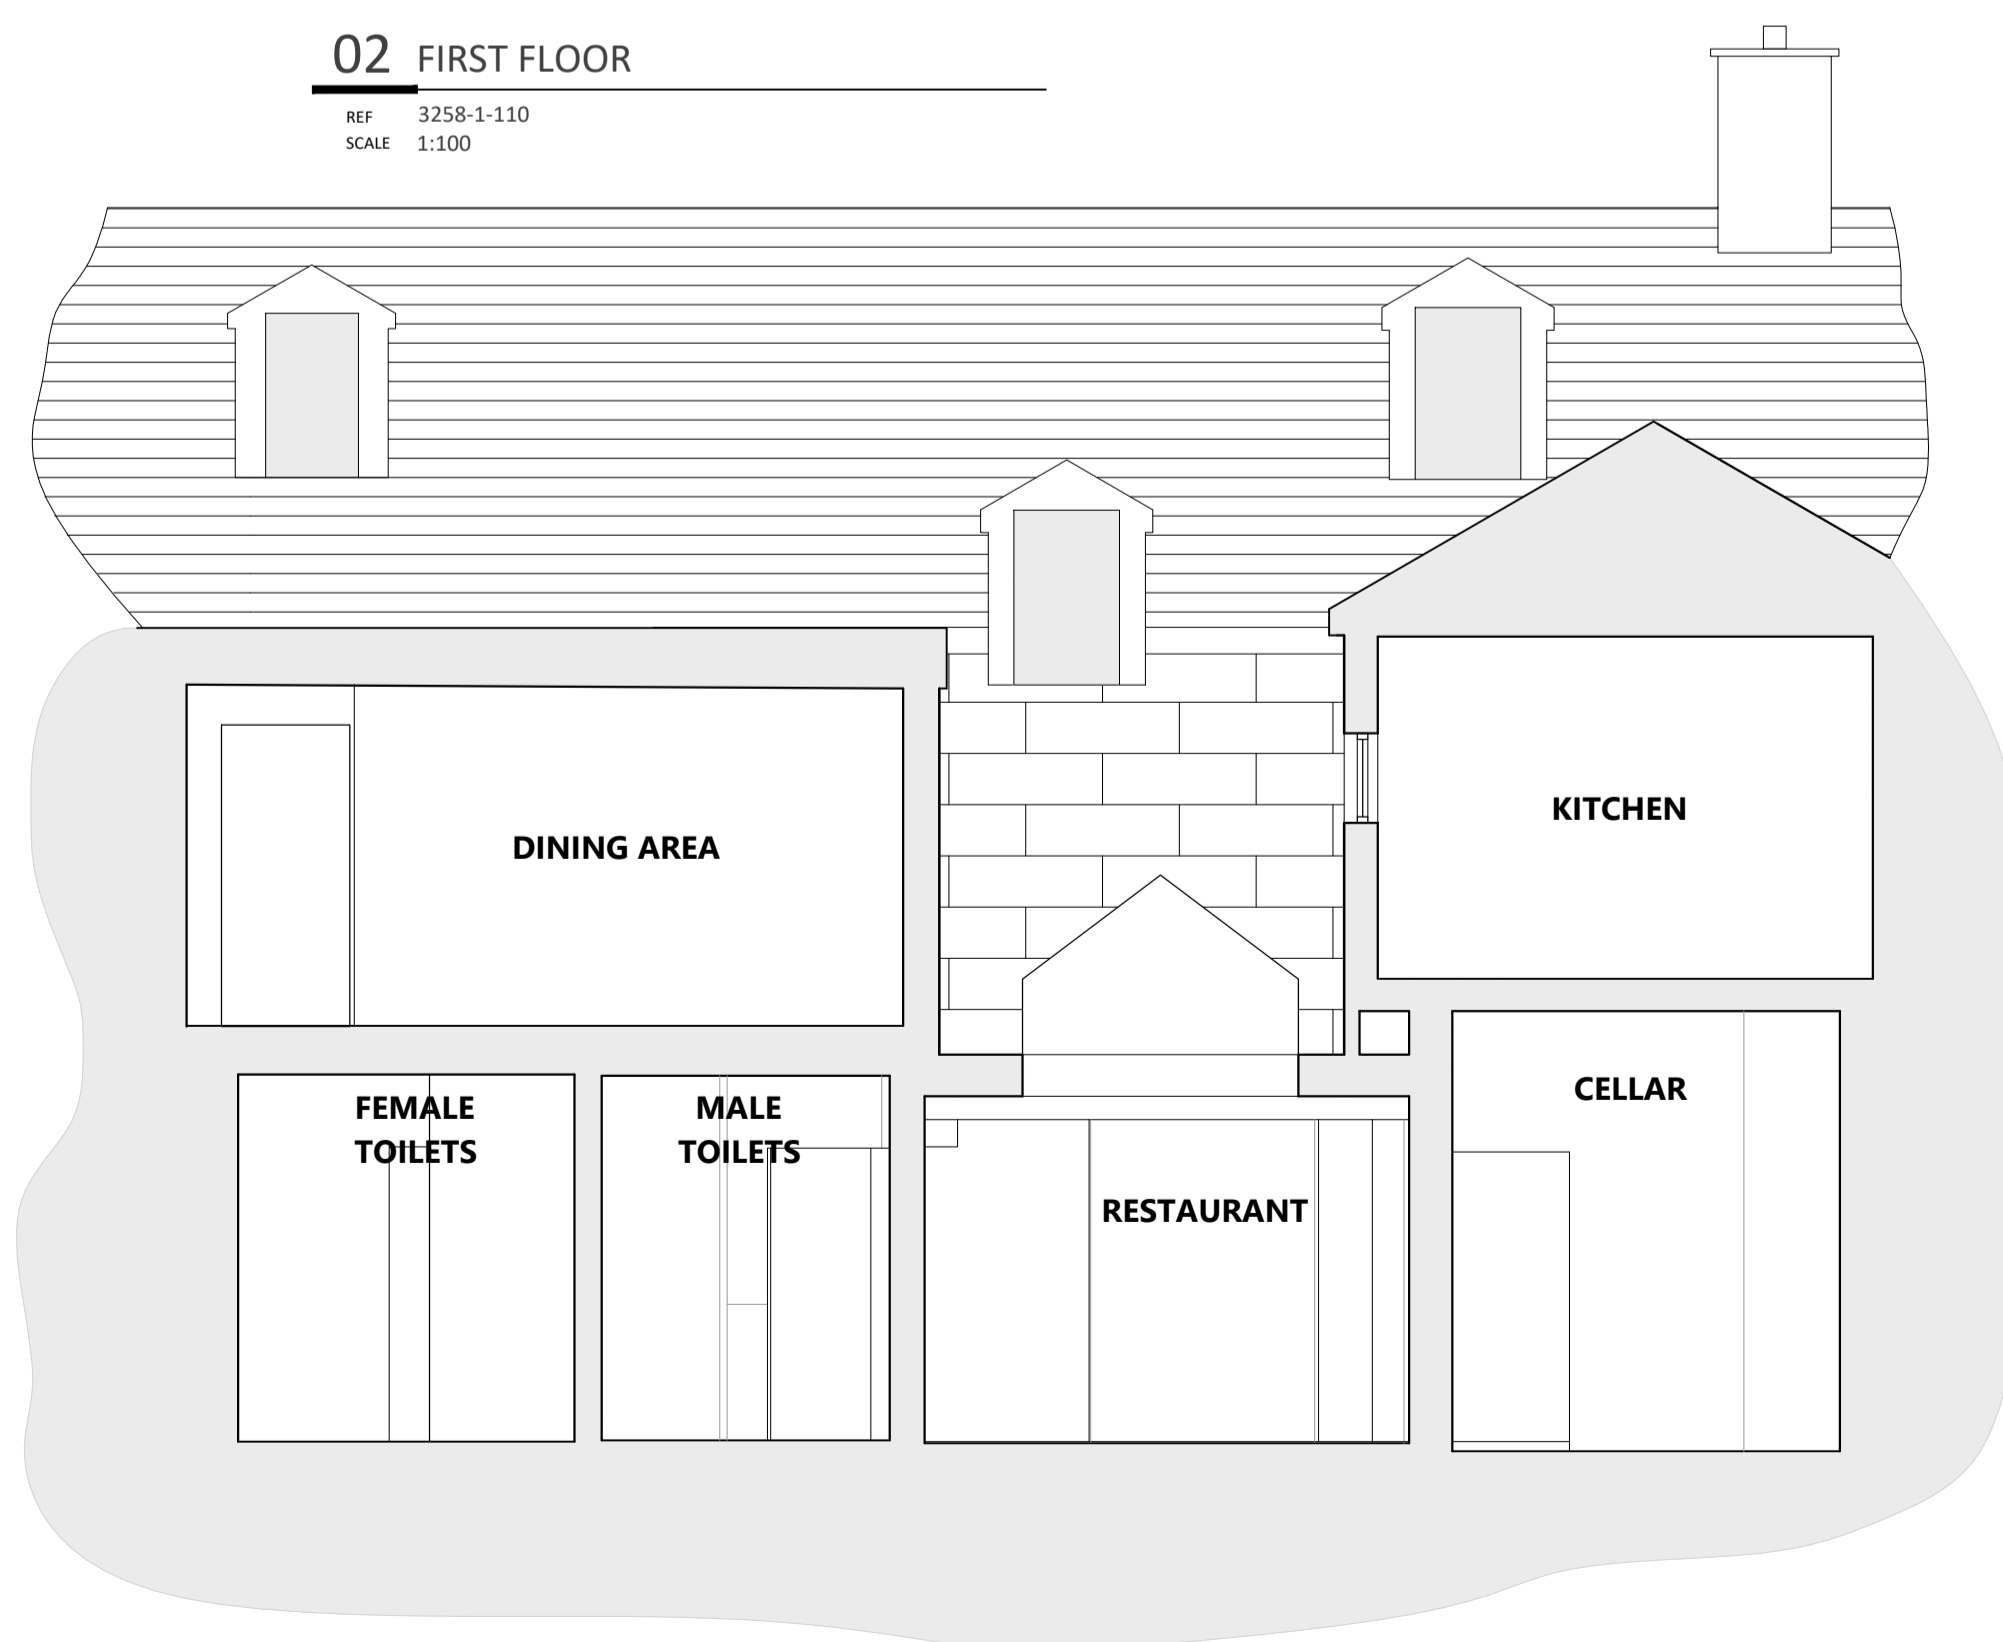 02 FIRST FLOOR
REF 3258-1-110
SCALE 1:100
DINING AREA
KITCHEN
FEMALE
TOILETS
MALE
TOILETS
RESTAURANT
CELLAR